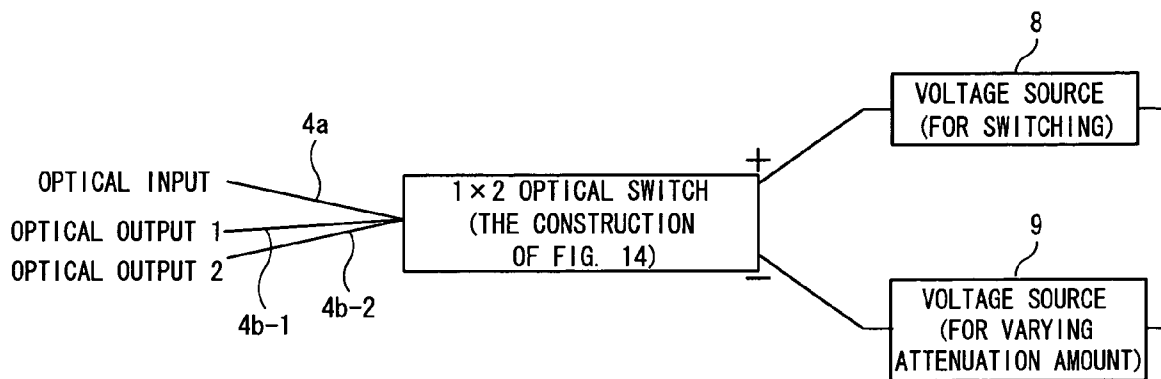 8
VOLTAGE SOURCE
(FOR SWITCHING)
4a
OPTICAL INPUT
OPTICAL OUTPUT 1
OPTICAL OUTPUT 2
4b-1
4b-2
1×2 OPTICAL SWITCH
(THE CONSTRUCTION
OF FIG. 14)
+
−
9
VOLTAGE SOURCE
(FOR VARYING
ATTENUATION AMOUNT)